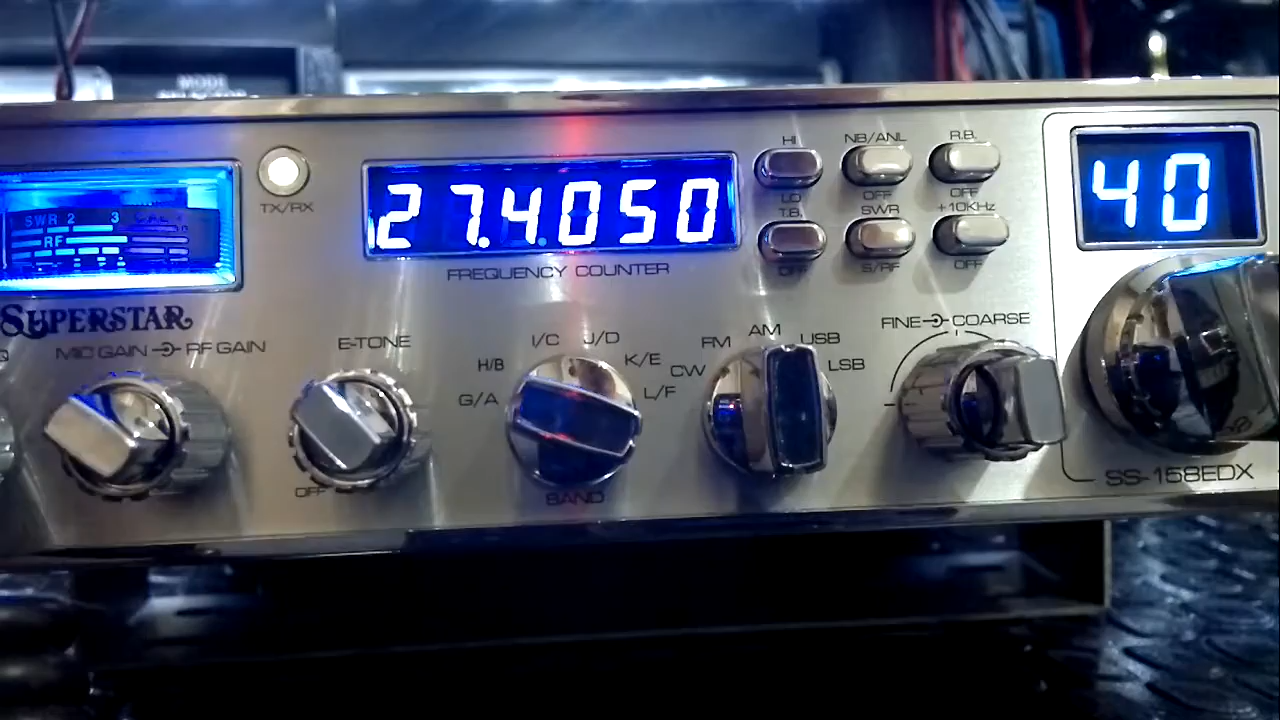 MODE
HI
NB/ANL
R.B.
SWR 2 3 CAL
RF
TX/RX
27.4050
LO
OFF
OFF
40
T.B.
SWR
+10KHz
OFF
S/RF
OFF
FREQUENCY COUNTER
SUPERSTAR
MIC GAIN RF GAIN
E-TONE
OFF
G/A
H/B
I/C
J/D
K/E
L/F
BAND
CW
FM
AM
USB
LSB
FINE COARSE
SS-158EDX